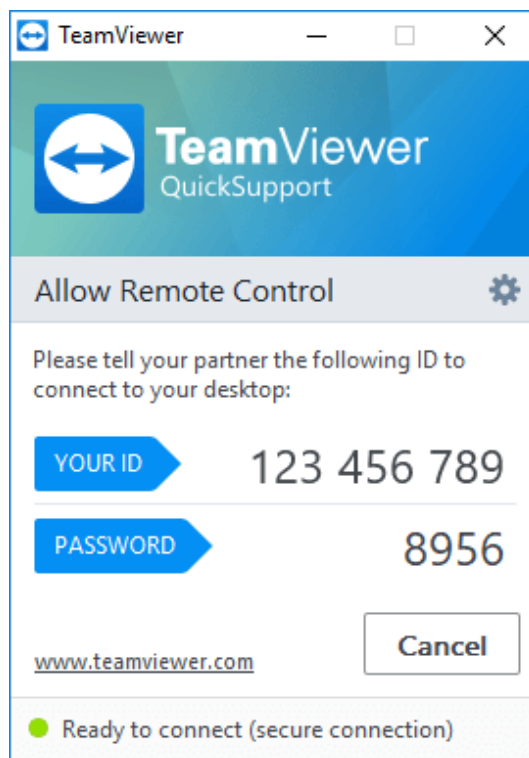 TeamViewer
TeamViewer
QuickSupport
Allow Remote Control
Please tell your partner the following ID to
connect to your desktop:
YOUR ID 123 456 789
PASSWORD 8956
Cancel
www.teamviewer.com
Ready to connect (secure connection)